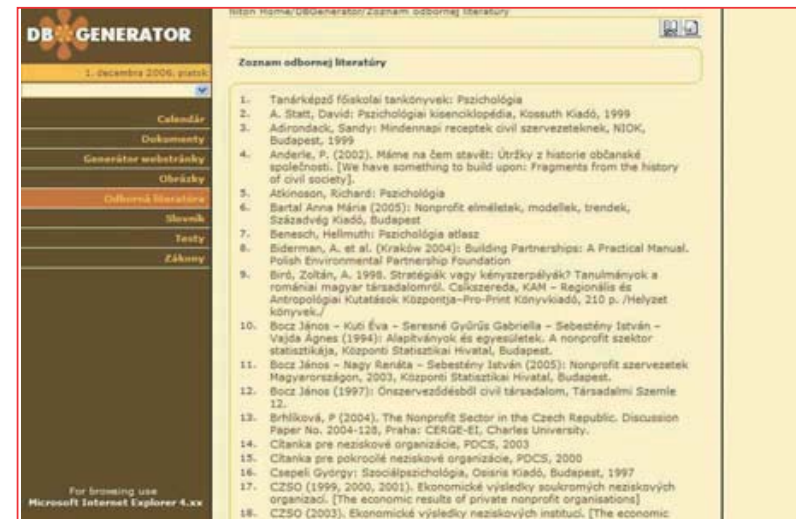 Niton Home/DBGenerator/Zoznam odbornej literatúry
DB GENERATOR
1. decembra 2006, piatok
Calendár
Dokumenty
Generátor webstránky
Obrázky
Odborná literatúra
Slovník
Testy
Zákony
For browsing use
Microsoft Internet Explorer 4.xx
Zoznam odbornej literatúry
1. Tanárképző főiskolai tankönyvek: Pszichológia
2. A. Statt, David: Pszichológiai kisenciklopédia, Kossuth Kiadó, 1999
3. Adirondack, Sandy: Mindennapi receptek civil szervezeteknek, NIOK,
Budapest, 1999
4. Anderle, P. (2002). Máme na čem stavět: Útržky z historie občanské
společnosti. [We have something to build upon: Fragments from the history
of civil society].
5. Atkinoson, Richard: Pszichológia
6. Bartal Anna Mária (2005): Nonprofit elméletek, modellek, trendek,
Századvég Kiadó, Budapest
7. Benesch, Hellmuth: Pszichológia atlasz
8. Biderman, A. et al. (Kraków 2004): Building Partnerships: A Practical Manual.
Polish Environmental Partnership Foundation
9. Biró, Zoltán, A. 1998. Stratégiák vagy kényszerpályák? Tanulmányok a
romániai magyar társadalomról. Csíkszereda, KAM – Regionális és
Antropológiai Kutatások Központja–Pro-Print Könyvkiadó, 210 p. /Helyzet
könyvek./
10. Bocz János – Kuti Éva – Seresné Gyűrűs Gabriella – Sebestény István –
Vajda Ágnes (1994): Alapítványok és egyesületek. A nonprofit szektor
statisztikája, Központi Statisztikai Hivatal, Budapest.
11. Bocz János – Nagy Renáta – Sebestény István (2005): Nonprofit szervezetek
Magyarországon, 2003, Központi Statisztikai Hivatal, Budapest.
12. Bocz János (1997): Önszerveződésből civil társadalom, Társadalmi Szemle
12.
13. Brhlíková, P (2004). The Nonprofit Sector in the Czech Republic. Discussion
Paper No. 2004-128, Praha: CERGE-EI, Charles University.
14. Čítanka pre neziskové organizácie, PDCS, 2003
15. Čítanka pre pokročilé neziskové organizácie, PDCS, 2000
16. Csepeli György: Szociálpszichológia, Osisris Kiadó, Budapest, 1997
17. CZSO (1999, 2000, 2001). Ekonomické výsledky soukromých neziskových
organizací. [The economic results of private nonprofit organisations]
18. CZSO (2003). Ekonomické výsledky neziskových institucí. [The economic